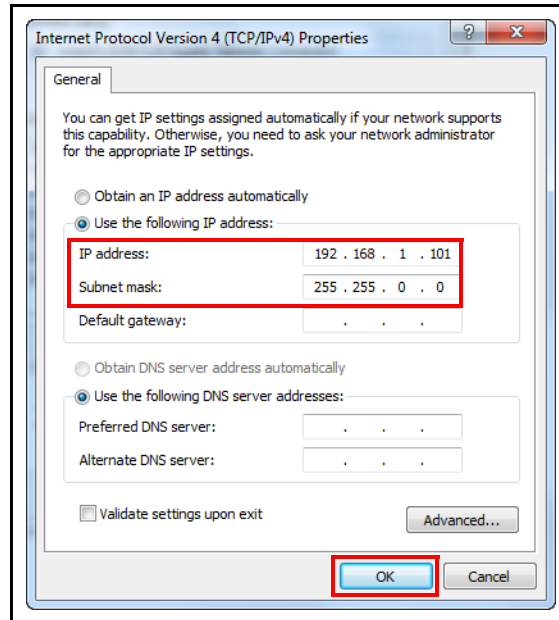 Internet Protocol Version 4 (TCP/IPv4) Properties
?
X
General
You can get IP settings assigned automatically if your network supports
this capability. Otherwise, you need to ask your network administrator
for the appropriate IP settings.
Obtain an IP address automatically
Use the following IP address:
IP address: 192 . 168 . 1 . 101
Subnet mask: 255 . 255 . 0 . 0
Default gateway: . . .
Obtain DNS server address automatically
Use the following DNS server addresses:
Preferred DNS server: . . .
Alternate DNS server: . . .
Validate settings upon exit
Advanced...
OK Cancel